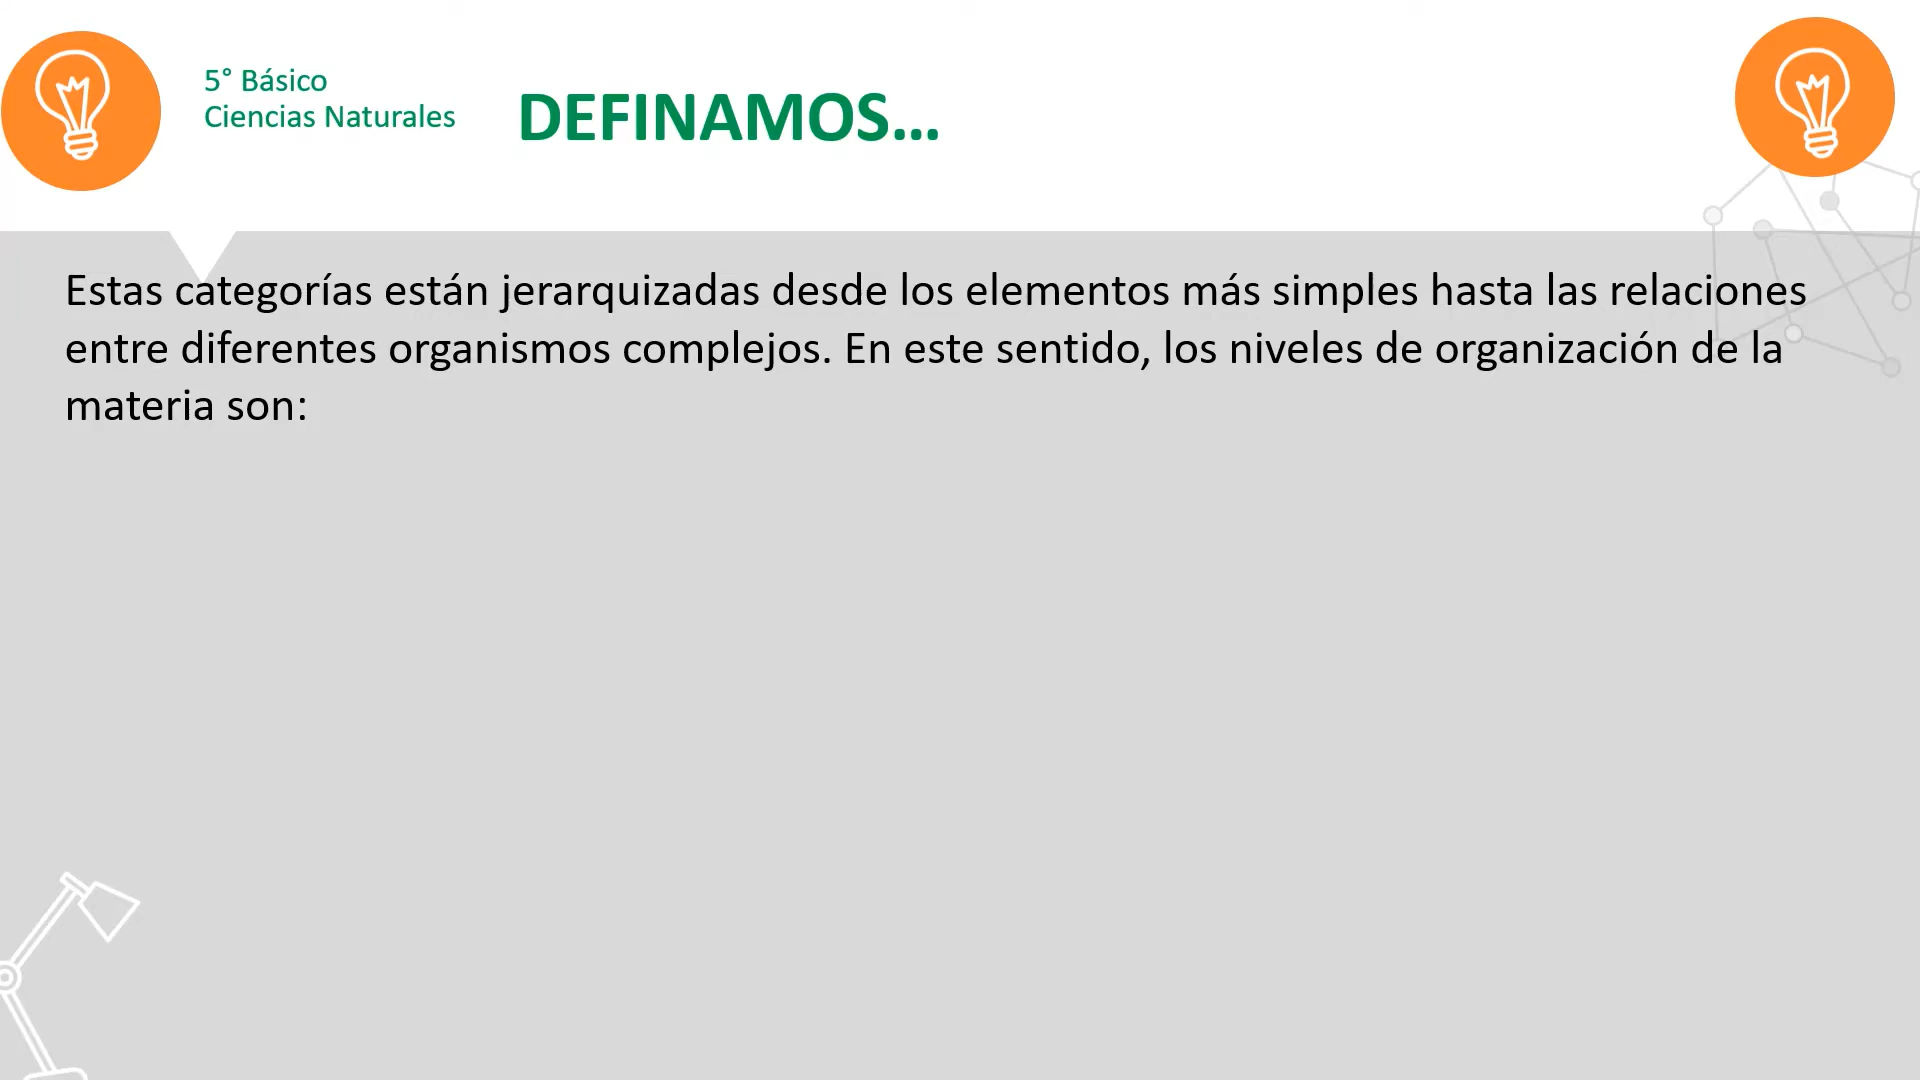 5° Básico
Ciencias Naturales
DEFINAMOS...
Estas categorías están jerarquizadas desde los elementos más simples hasta las relaciones
entre diferentes organismos complejos. En este sentido, los niveles de organización de la
materia son: